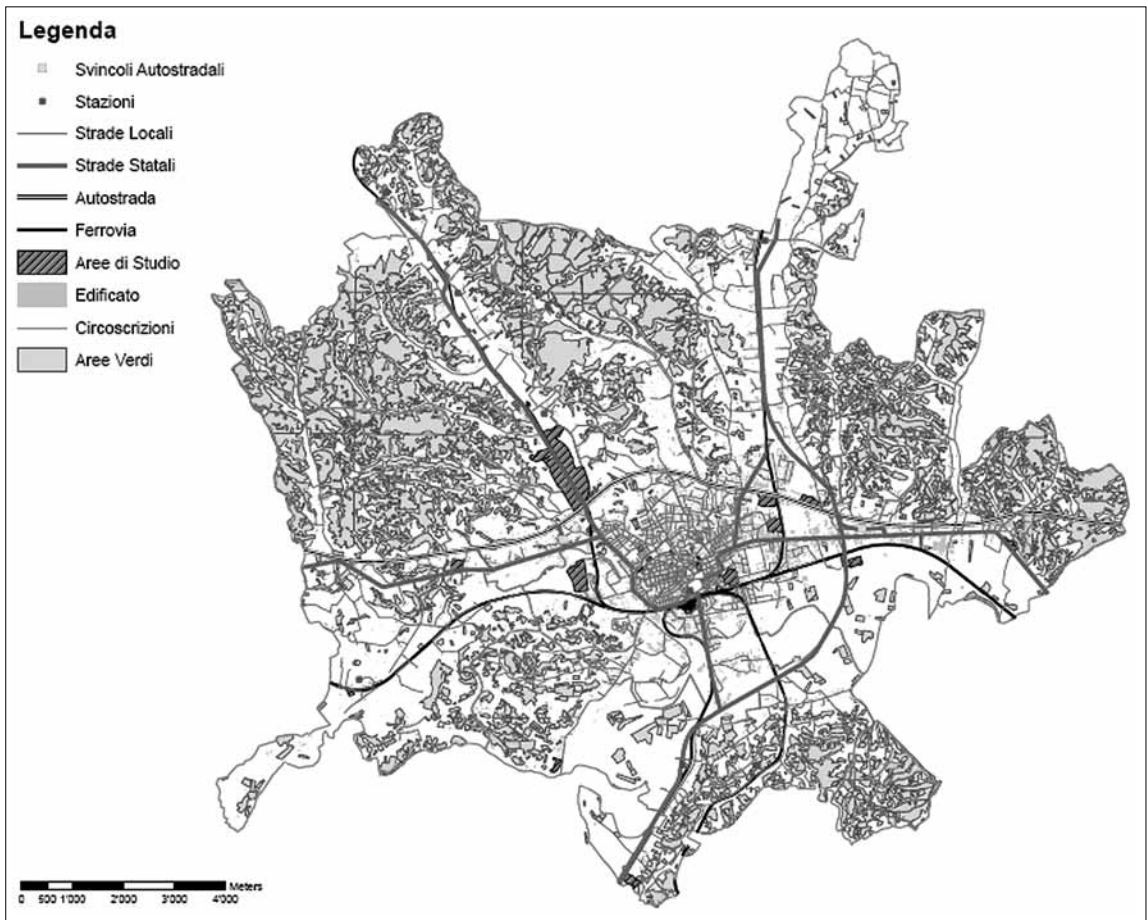 Legenda
Svincoli Autostradali
Stazioni
Strade Locali
Strade Statali
Autostrada
Ferrovia
Aree di Studio
Edificato
Circoscrizioni
Aree Verdi
Meters
0 500 1'000 2'000 3'000 4'000